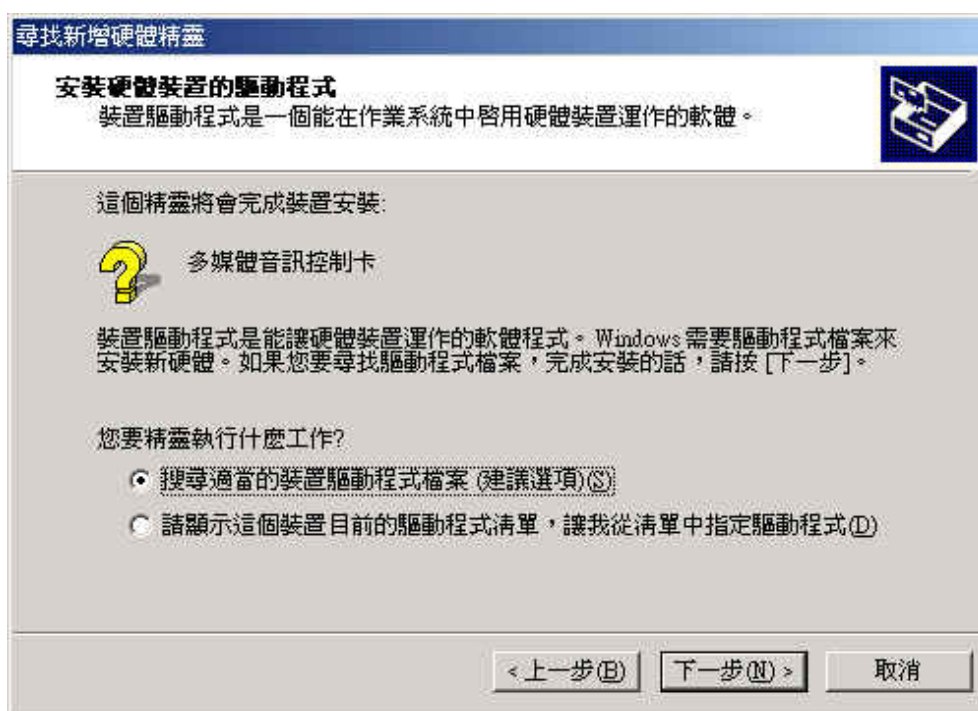 尋找新增硬體精靈
安裝硬體裝置的驅動程式
裝置驅動程式是一個能在作業系統中啓用硬體裝置運作的軟體。
這個精靈將會完成裝置安裝:
多媒體音訊控制卡
裝置驅動程式是能讓硬體裝置運作的軟體程式。Windows 需要驅動程式檔案來
安裝新硬體。如果您要尋找驅動程式檔案，完成安裝的話，請按 [下一步]。
您要精靈執行什麼工作?
搜尋適當的裝置驅動程式檔案 (建議選項)(S)
請顯示這個裝置目前的驅動程式清單，讓我從清單中指定驅動程式(D)
<上一步(B) 下一步(N)> 取消